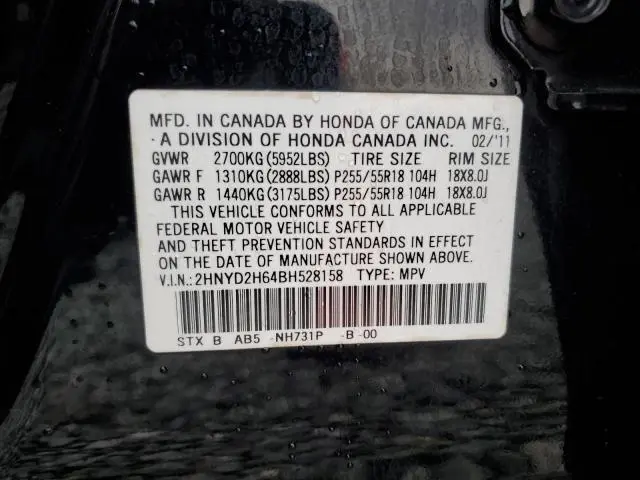 MFD. IN CANADA BY HONDA OF CANADA MFG.,
A DIVISION OF HONDA CANADA INC. 02/'11
GVWR 2700KG(5952LBS) TIRE SIZE RIM SIZE
GAWR F 1310KG(2888LBS) P255/55R18 104H 18X8.0J
GAWR R 1440KG(3175LBS) P255/55R18 104H 18X8.0J
THIS VEHICLE CONFORMS TO ALL APPLICABLE
FEDERAL MOTOR VEHICLE SAFETY
AND THEFT PREVENTION STANDARDS IN EFFECT
ON THE DATE OF MANUFACTURE SHOWN ABOVE.
V.I.N.:2HNYD2H64BH528158 TYPE: MPV
STX B AB5 -NH731P -B-00